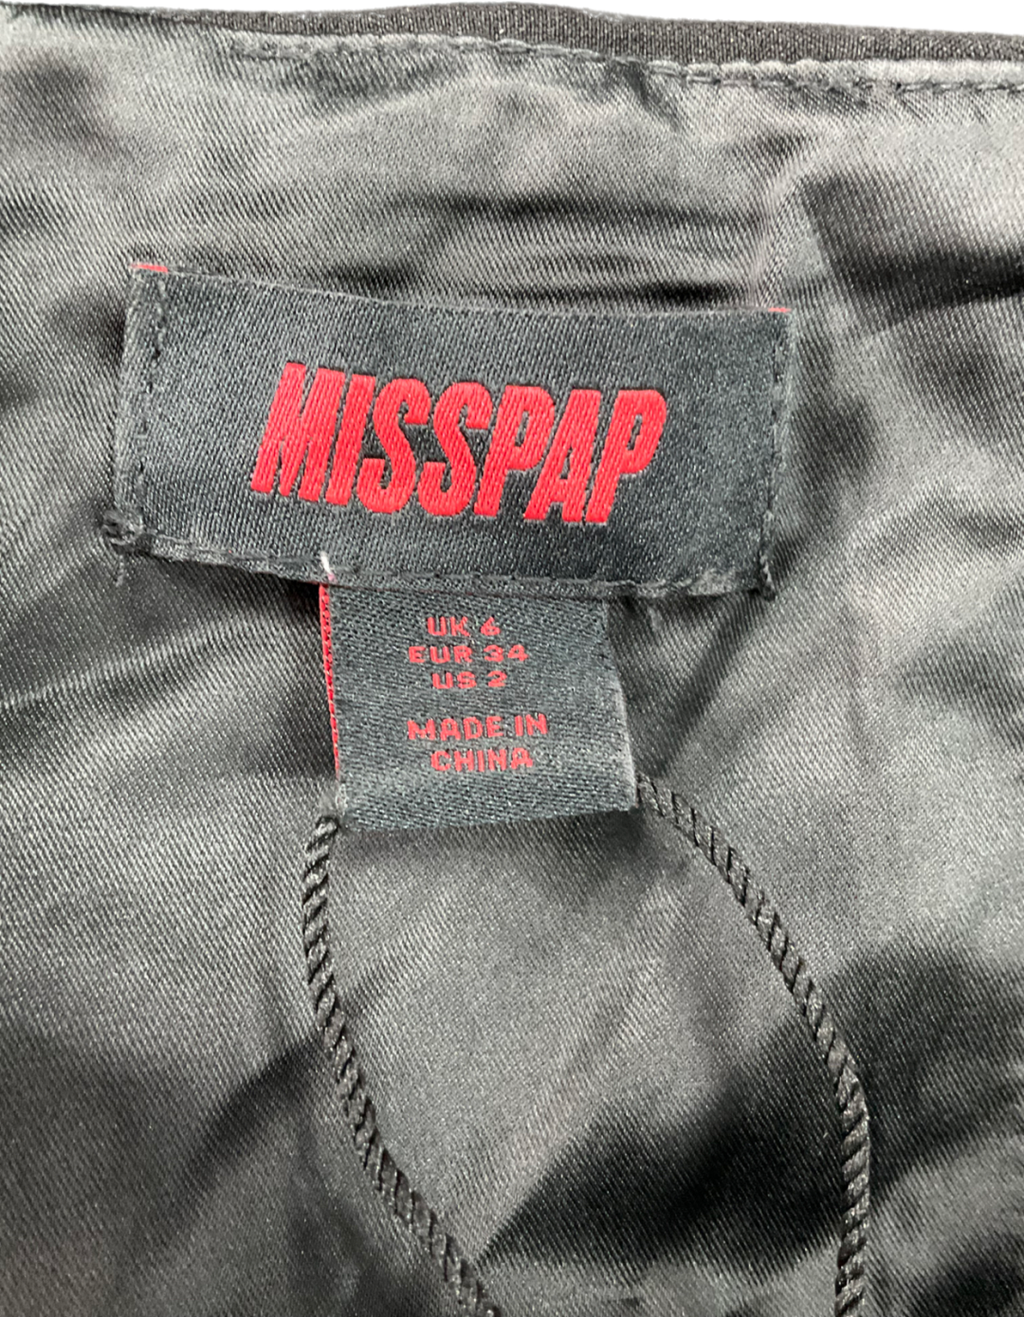 MISSPAP
UK 6
EUR 34
US 2
MADE IN
CHINA